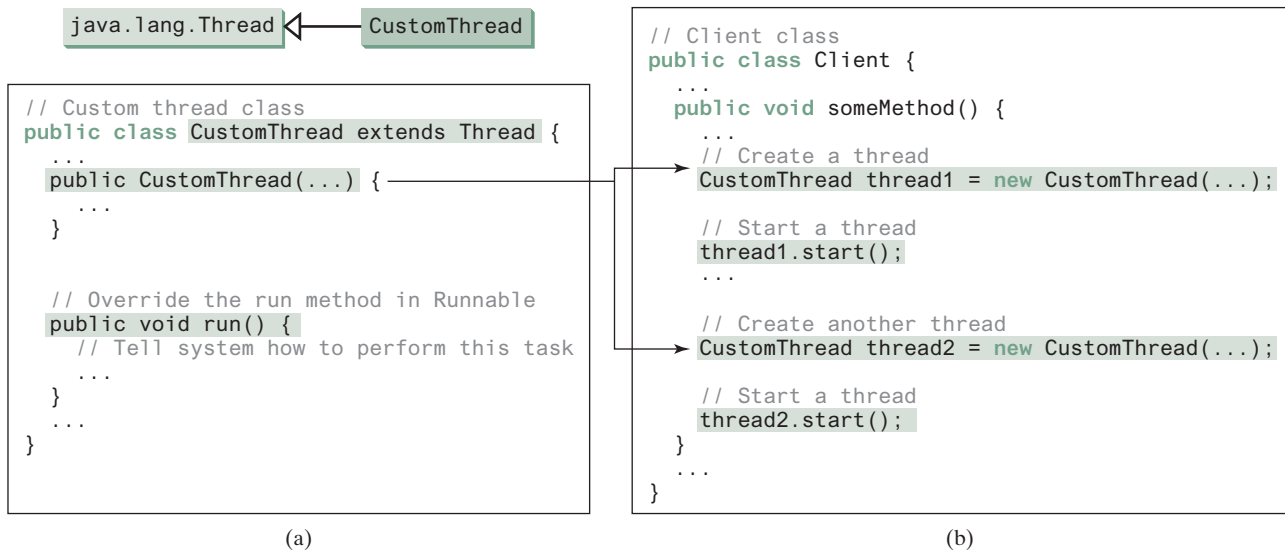 java.lang.Thread
CustomThread
// Custom thread class
public class CustomThread extends Thread {
...
public CustomThread(...) {
...
}
// Override the run method in Runnable
public void run() {
// Tell system how to perform this task
...
}
...
}
(a)
// Client class
public class Client {
...
public void someMethod() {
...
// Create a thread
CustomThread thread1 = new CustomThread(...);
// Start a thread
thread1.start();
...
// Create another thread
CustomThread thread2 = new CustomThread(...);
// Start a thread
thread2.start();
}
...
}
(b)